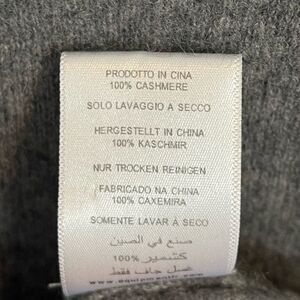 PRODOTTO IN CINA
100% CASHMERE
SOLO LAVAGGIO A SECCO
HERGESTELLT IN CHINA
100% KASCHMIR
NUR TROCKEN REINIGEN
FABRICADO NA CHINA
100% CAXEMIRA
SOMENTE LAVAR À SECO
صنع في الصين
كشمير 100%
غسل جاف فقط